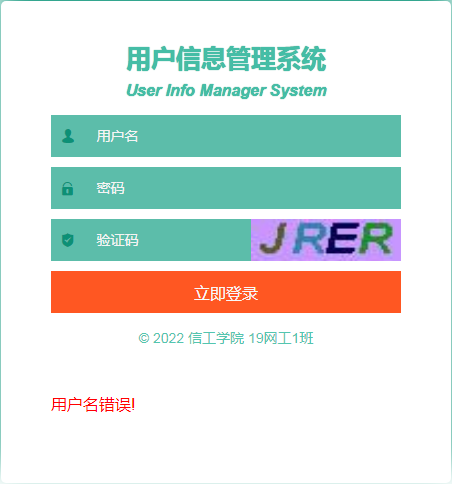 用户信息管理系统
User Info Manager System
用户名
密码
验证码
JRER
立即登录
© 2022 信工学院 19网工1班
用户名错误!